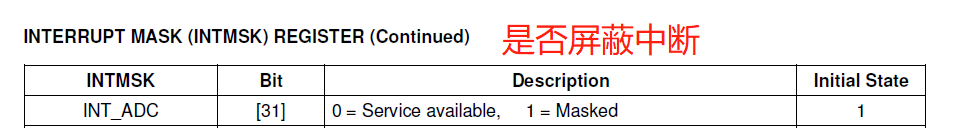 INTERRUPT MASK (INTMSK) REGISTER (Continued) 是否屏蔽中断
INTMSK Bit Description Initial State
INT_ADC [31] 0 = Service available, 1 = Masked 1